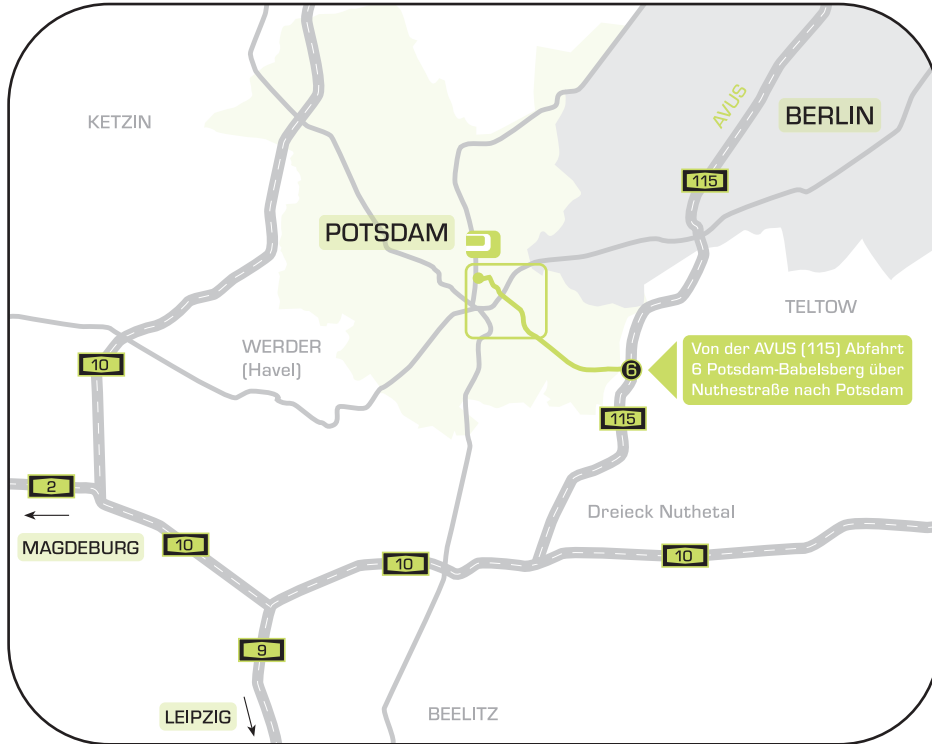 KETZIN
AVUS
BERLIN
115
POTSDAM
TELTOW
WERDER
(Havel)
10
Von der AVUS (115) Abfahrt
6 Potsdam-Babelsberg über
Nuthestraße nach Potsdam
6
115
2
Dreieck Nuthetal
MAGDEBURG
10
10
10
9
LEIPZIG
BEELITZ